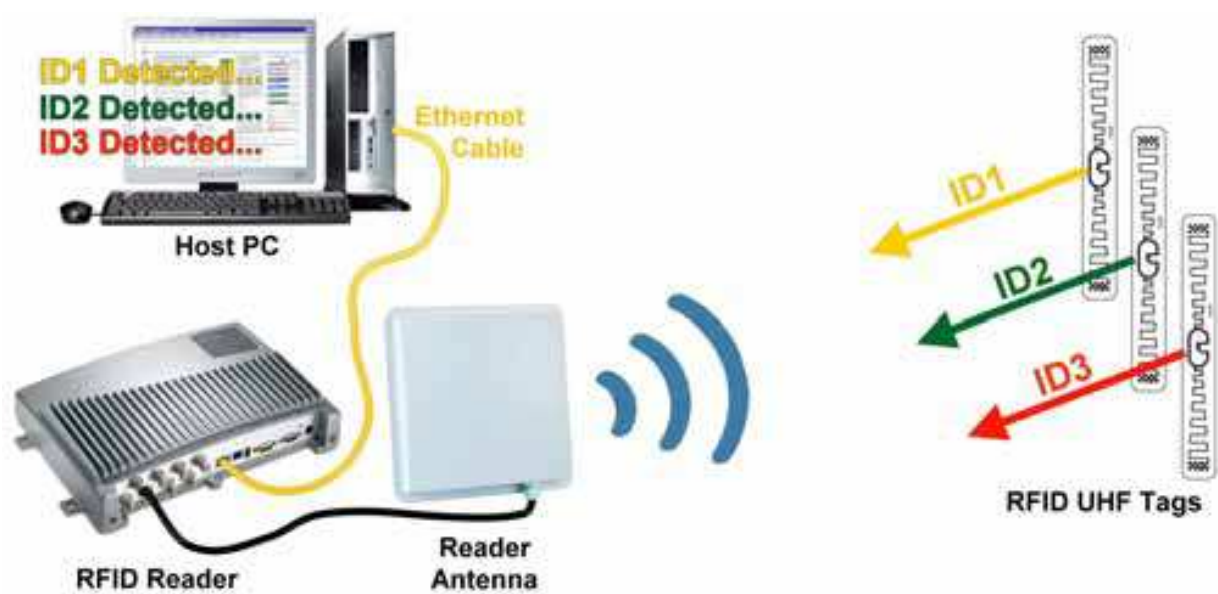 ID1 Detected...
ID2 Detected...
ID3 Detected...
Ethernet
Cable
Host PC
ID1
ID2
ID3
RFID UHF Tags
RFID Reader
Reader
Antenna